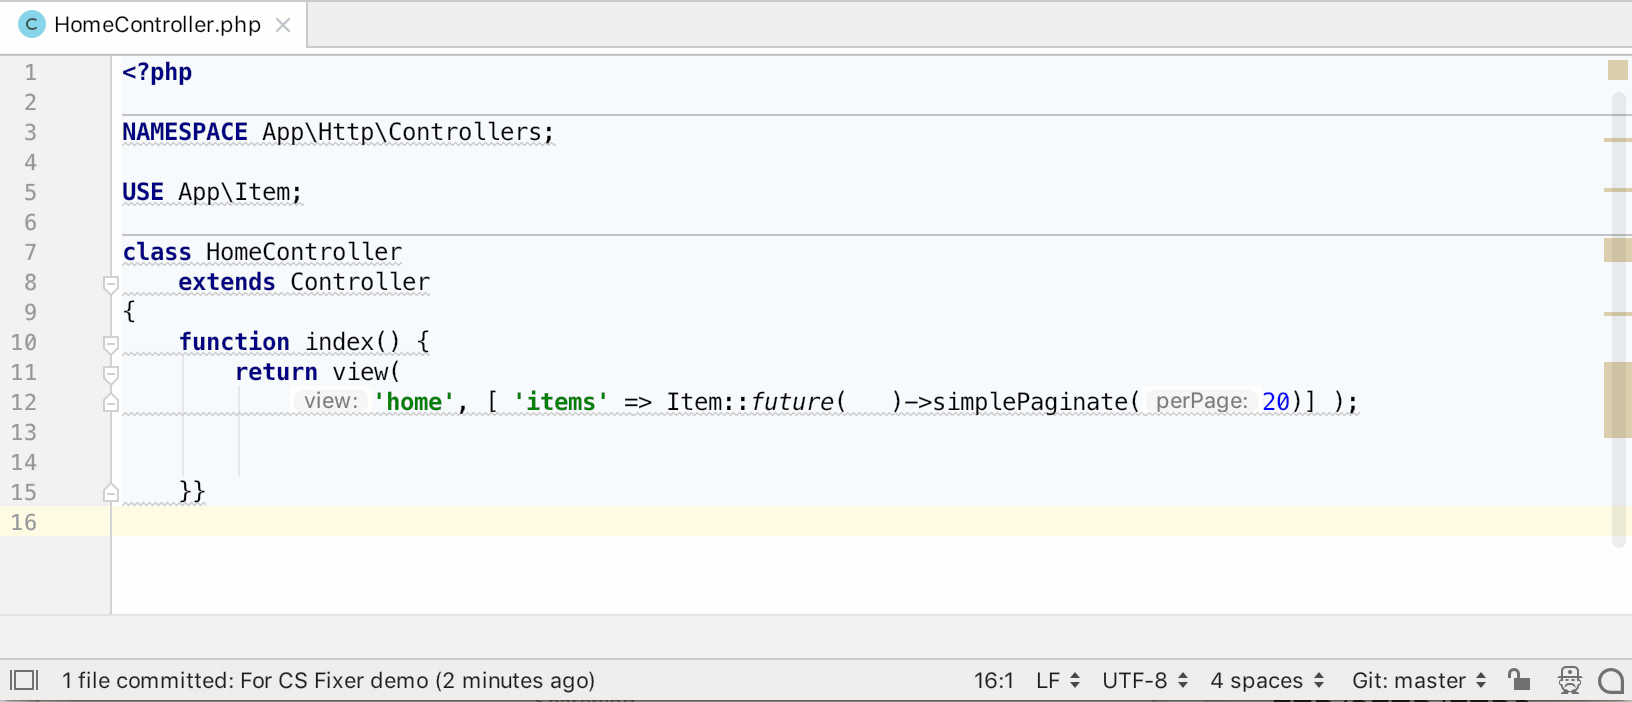 C HomeController.php
1 <?php
2
3 NAMESPACE App\Http\Controllers;
4
5 USE App\Item;
6
7 class HomeController
8     extends Controller
9 {
10     function index() {
11         return view(
12             view: 'home', [ 'items' => Item::future(   )->simplePaginate( perPage: 20)] );
13
14
15     }}
16
1 file committed: For CS Fixer demo (2 minutes ago) 16:1 LF UTF-8 4 spaces Git: master